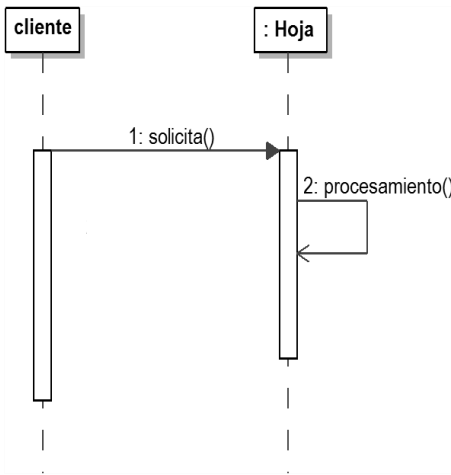 cliente
: Hoja
1: solicita()
2: procesamiento()